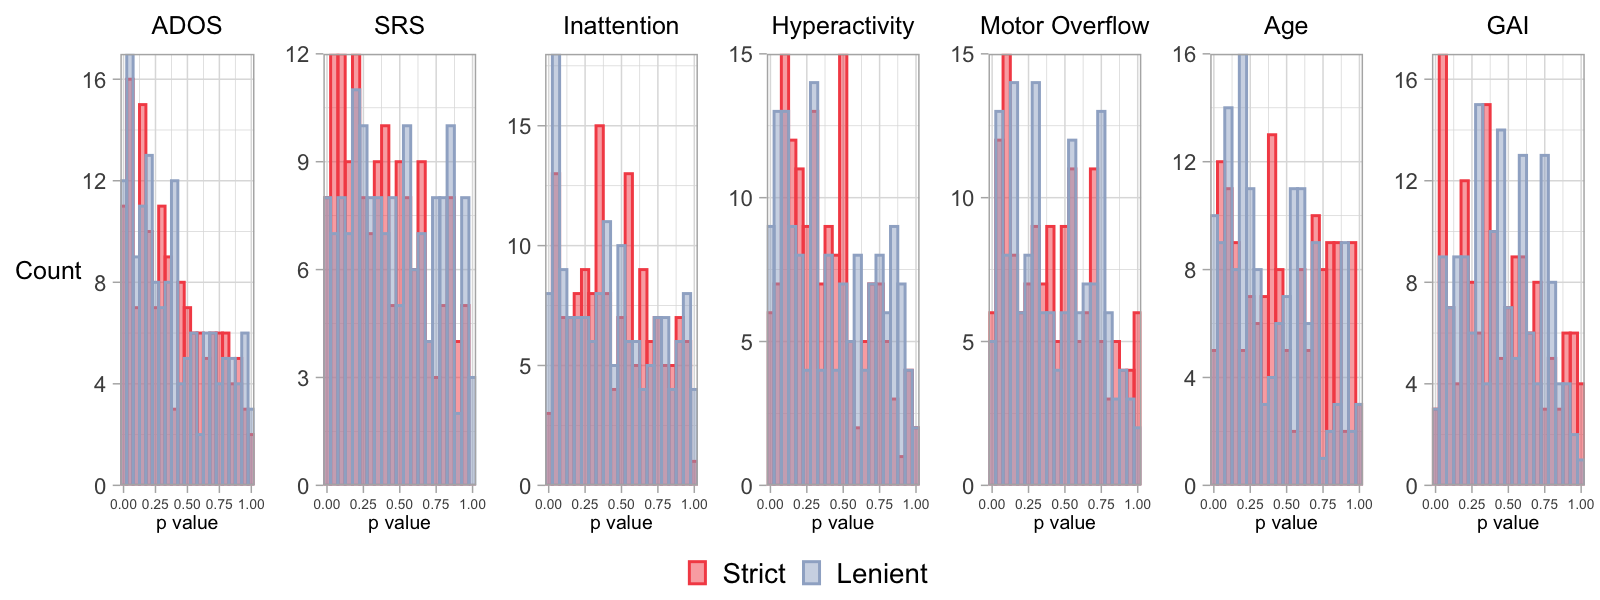 ADOS SRS Inattention Hyperactivity Motor Overflow Age GAI
Count
16 12 8 4 0
12 9 6 3 0
15 10 5 0
15 10 5 0
15 10 5 0
16 12 8 4 0
16 12 8 4 0
0.00 0.25 0.50 0.75 1.00 0.00 0.25 0.50 0.75 1.00 0.00 0.25 0.50 0.75 1.00 0.00 0.25 0.50 0.75 1.00 0.00 0.25 0.50 0.75 1.00 0.00 0.25 0.50 0.75 1.00 0.00 0.25 0.50 0.75 1.00
p value p value p value p value p value p value p value
Strict Lenient